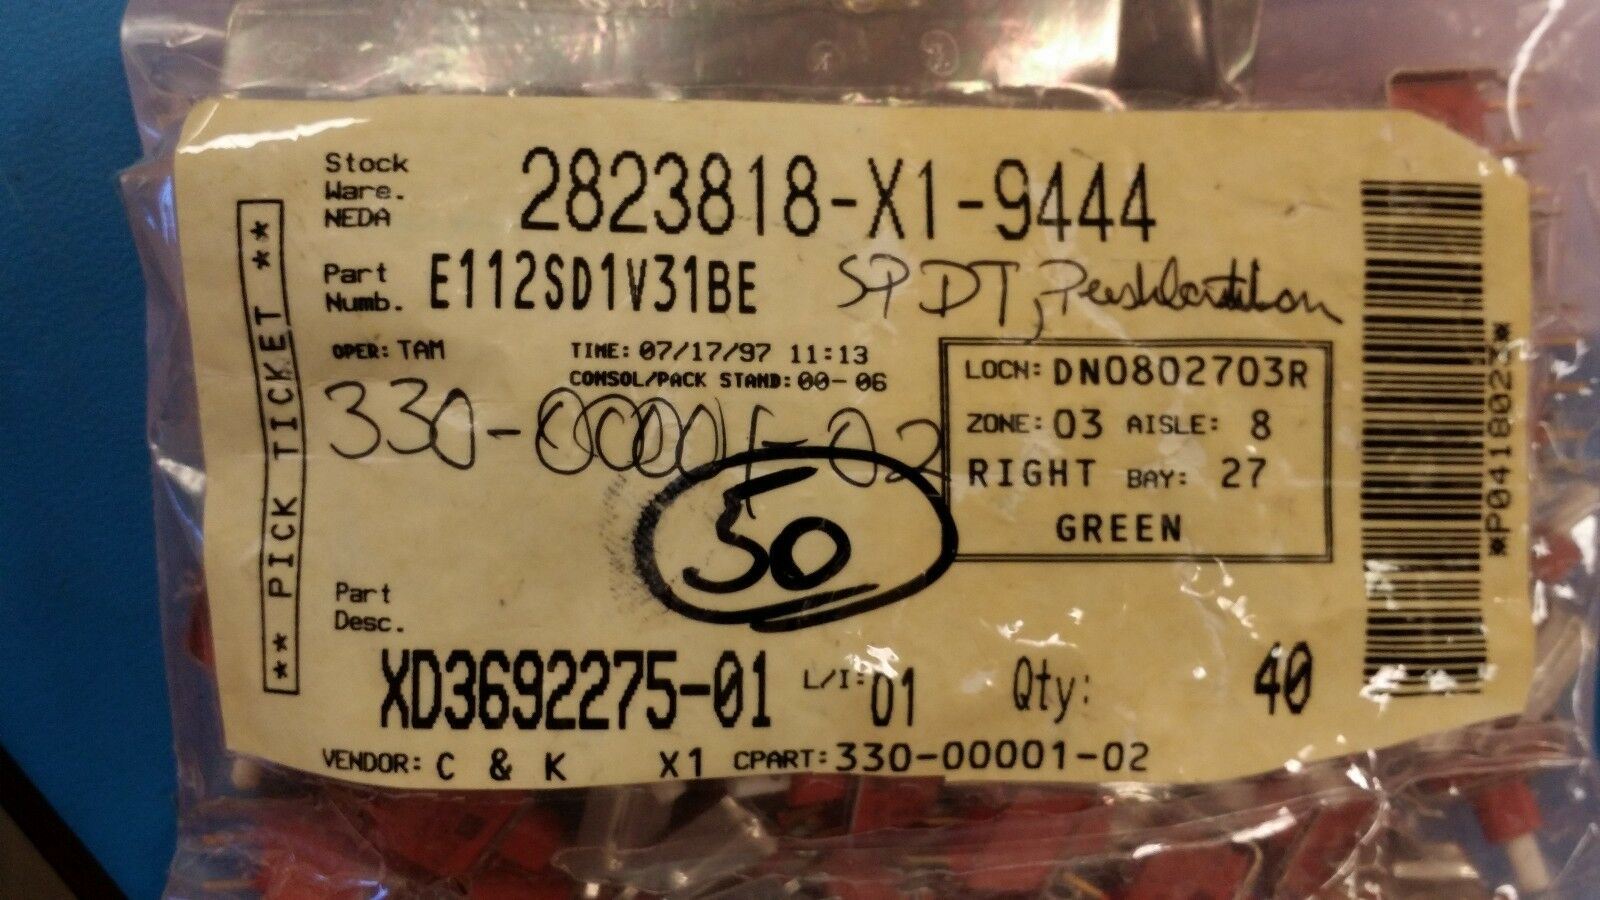 ** PICK TICKET **
Stock
Ware. 2823818-X1-9444
NEDA
Part
Numb. E112SD1V31BE SPDT, Pushbutton
OPER: TAM TIME: 07/17/97 11:13
CONSOL/PACK STAND: 00-06
330-00001-02
50
LOCN: DN0802703R
ZONE: 03 AISLE: 8
RIGHT BAY: 27
GREEN
Part
Desc.
XD3692275-01 L/I: 01 Qty: 40
VENDOR: C & K X1 CPART: 330-00001-02
*P0418023*